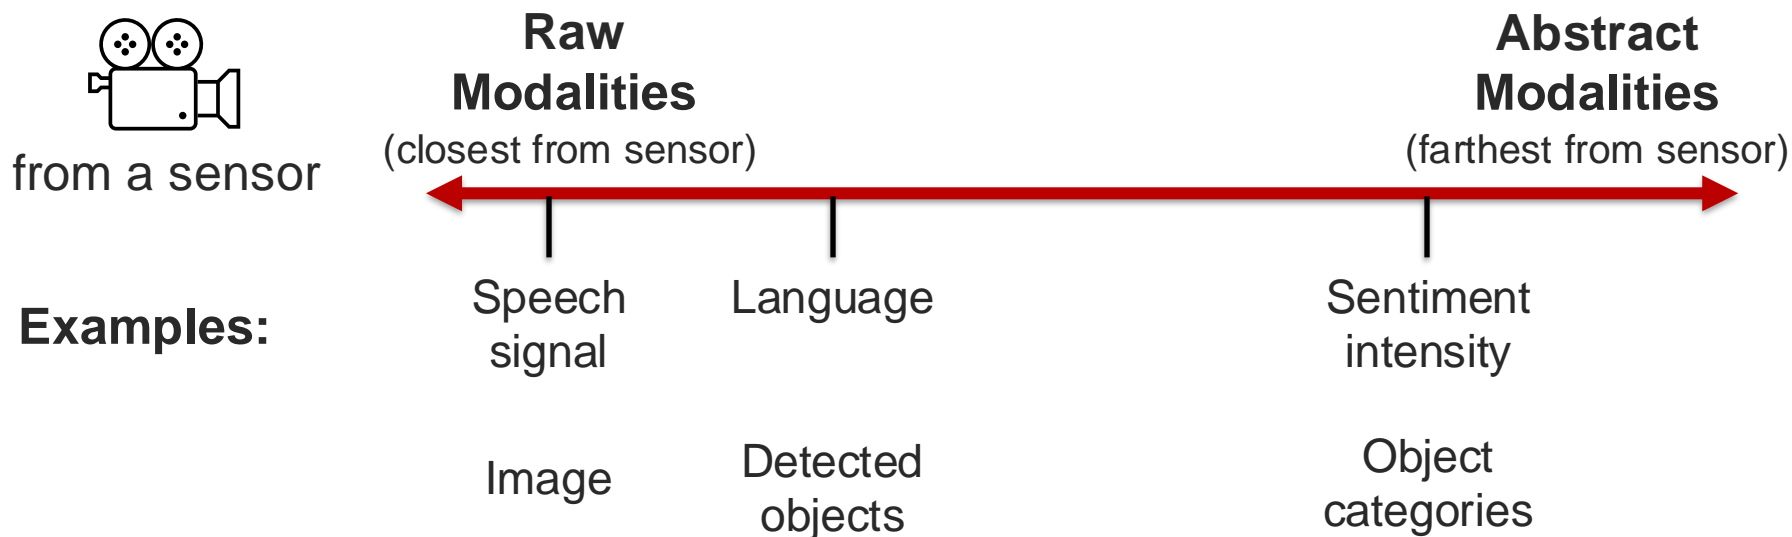 from a sensor
Raw
Modalities
(closest from sensor)
Abstract
Modalities
(farthest from sensor)
Examples:
Speech
signal
Language
Sentiment
intensity
Image
Detected
objects
Object
categories